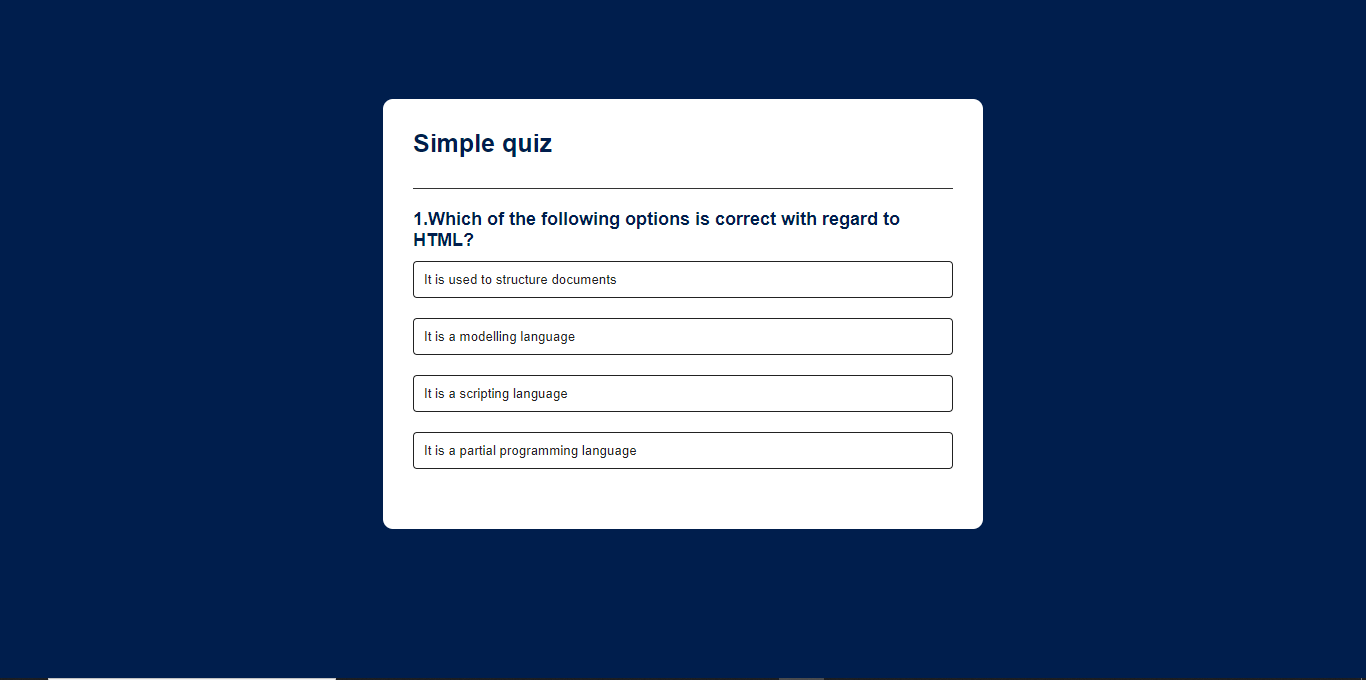 Simple quiz
1.Which of the following options is correct with regard to
HTML?
It is used to structure documents
It is a modelling language
It is a scripting language
It is a partial programming language